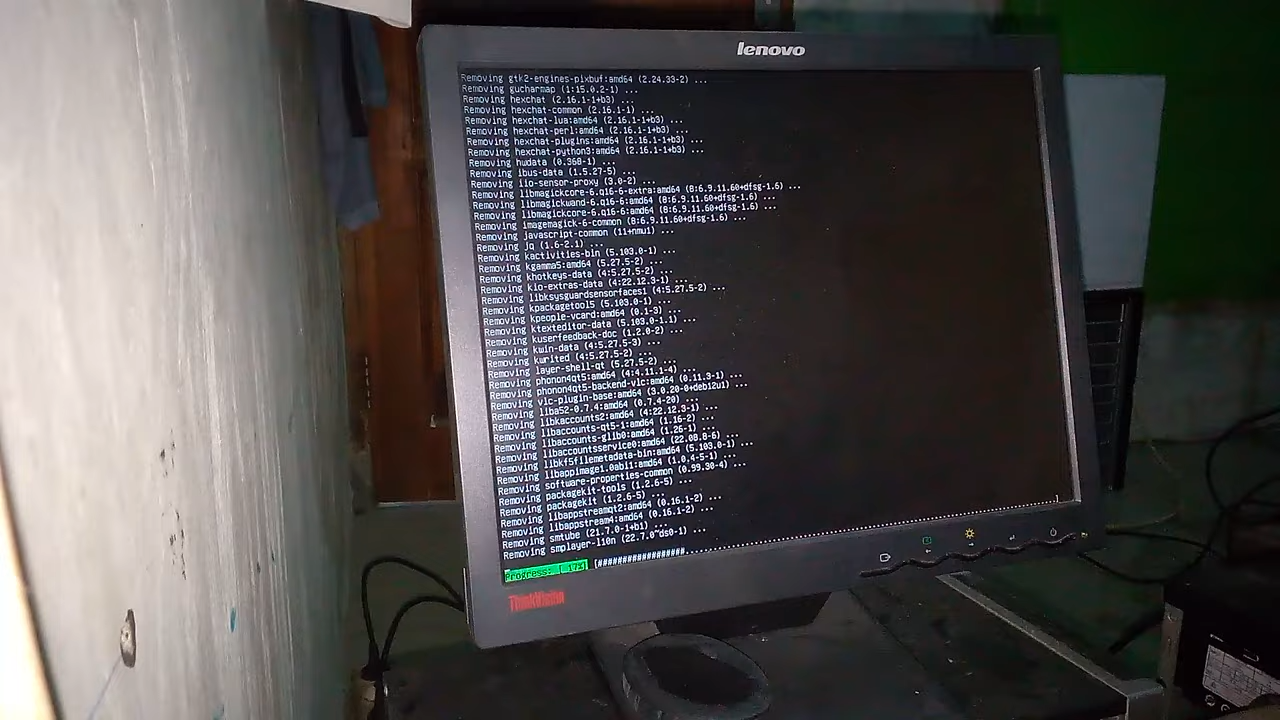 lenovo
Removing gtk2-engines-pixbuf:amd64 (2.24.33-2) ...
Removing gucharmap (1:15.0.2-1) ...
Removing hexchat (2.16.1-1+b3) ...
Removing hexchat-common (2.16.1-1) ...
Removing hexchat-lua:amd64 (2.16.1-1+b3) ...
Removing hexchat-perl:amd64 (2.16.1-1+b3) ...
Removing hexchat-plugins:amd64 (2.16.1-1+b3) ...
Removing hexchat-python3:amd64 (2.16.1-1+b3) ...
Removing hwdata (0.368-1) ...
Removing ibus-data (1.5.27-5) ...
Removing iio-sensor-proxy (3.0-2) ...
Removing libmagickcore-6.q16-6-extra:amd64 (8:6.9.11.60+dfsg-1.6) ...
Removing libmagickwand-6.q16-6:amd64 (8:6.9.11.60+dfsg-1.6) ...
Removing libmagickcore-6.q16-6:amd64 (8:6.9.11.60+dfsg-1.6) ...
Removing imagemagick-6-common (8:6.9.11.60+dfsg-1.6) ...
Removing javascript-common (11+nmu1) ...
Removing jq (1.6-2.1) ...
Removing kactivities-bin (5.103.0-1) ...
Removing kgamma5:amd64 (5.27.5-2) ...
Removing khotkeys-data (4:5.27.5-2) ...
Removing kio-extras-data (4:22.12.3-1) ...
Removing libksysguardsensorfaces1 (4:5.27.5-2) ...
Removing kpackagetool5 (5.103.0-1) ...
Removing kpeople-vcard:amd64 (0.1-3) ...
Removing ktexteditor-data (5.103.0-1.1) ...
Removing kuserfeedback-doc (1.2.0-2) ...
Removing kwin-data (4:5.27.5-3) ...
Removing kwrited (4:5.27.5-2) ...
Removing layer-shell-qt (5.27.5-2) ...
Removing phonon4qt5:amd64 (4:4.11.1-4) ...
Removing phonon4qt5-backend-vlc:amd64 (0.11.3-1) ...
Removing vlc-plugin-base:amd64 (3.0.20-0+deb12u1) ...
Removing liba52-0.7.4:amd64 (0.7.4-20) ...
Removing libkaccounts2:amd64 (4:22.12.3-1) ...
Removing libaccounts-qt5-1:amd64 (1.16-2) ...
Removing libaccounts-glib0:amd64 (1.26-1) ...
Removing libaccountsservice0:amd64 (22.08.8-6) ...
Removing libkf5filemetadata-bin:amd64 (5.103.0-1) ...
Removing libappimage1.0abi1:amd64 (1.0.4-5-1) ...
Removing software-properties-common (0.99.30-4) ...
Removing packagekit-tools (1.2.6-5) ...
Removing packagekit (1.2.6-5) ...
Removing libappstreamqt2:amd64 (0.16.1-2) ...
Removing libappstream4:amd64 (0.16.1-2) ...
Removing smtube (21.7.0-1+b1) ...
Removing smplayer-l10n (22.7.0~ds0-1) ...
Progress: [ 17%]
ThinkVision